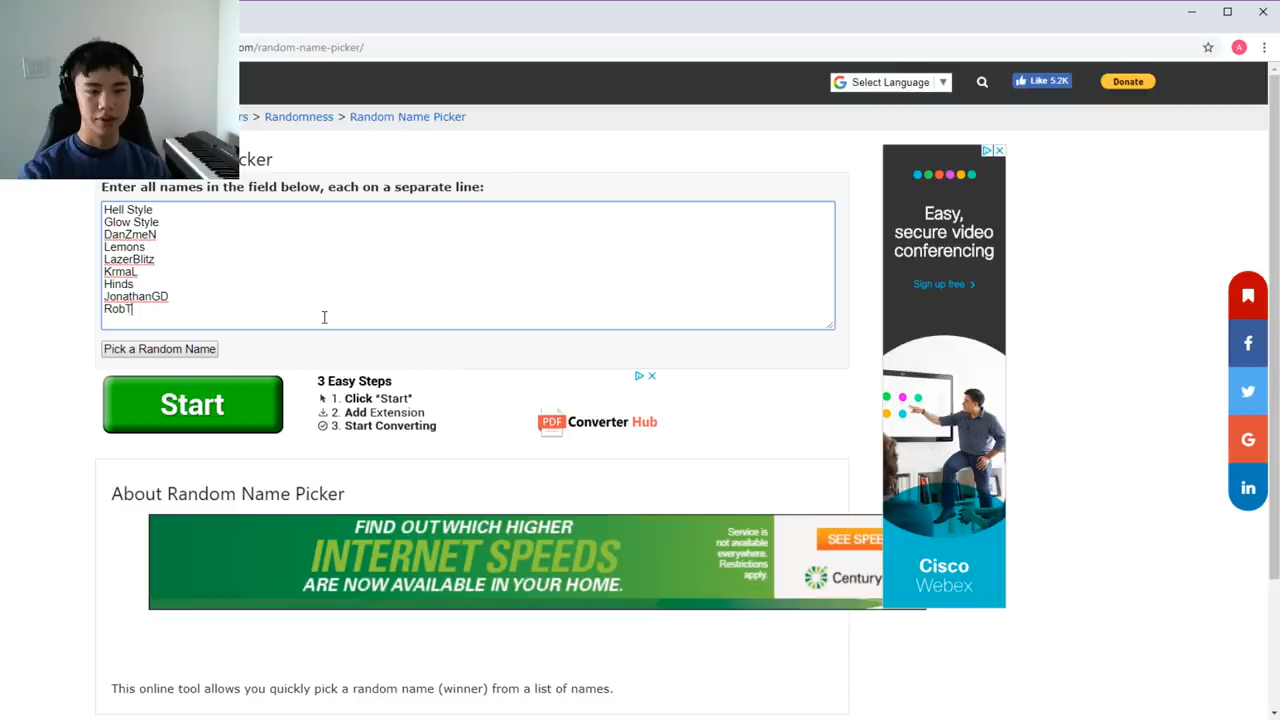 om/random-name-picker/
A
Select Language
Like 5.2K
Donate
rs > Randomness > Random Name Picker
cker
Enter all names in the field below, each on a separate line:
Hell Style
Glow Style
DanZmeN
Lemons
LazerBlitz
KrmaL
Hinds
JonathanGD
RobT
Pick a Random Name
Start
3 Easy Steps
1. Click "Start"
2. Add Extension
3. Start Converting
PDF Converter Hub
Easy,
secure video
conferencing
Sign up free >
Cisco
Webex
About Random Name Picker
FIND OUT WHICH HIGHER
INTERNET SPEEDS
ARE NOW AVAILABLE IN YOUR HOME.
Service is
not available
everywhere.
Restrictions
apply.
SEE SPEE
Century
This online tool allows you quickly pick a random name (winner) from a list of names.
f
G
in